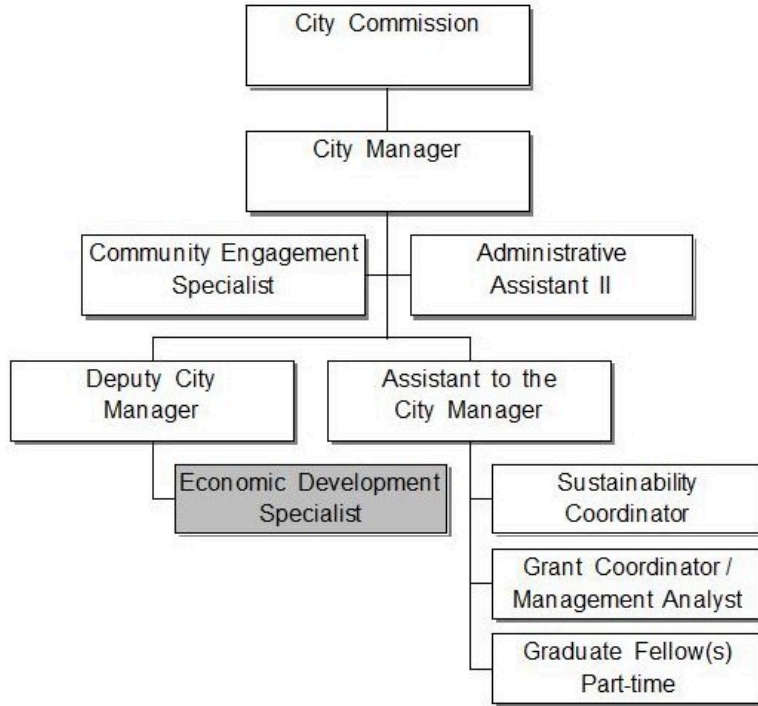 City Commission
City Manager
Community Engagement
Specialist
Administrative
Assistant II
Deputy City
Manager
Assistant to the
City Manager
Economic Development
Specialist
Sustainability
Coordinator
Grant Coordinator /
Management Analyst
Graduate Fellow(s)
Part-time